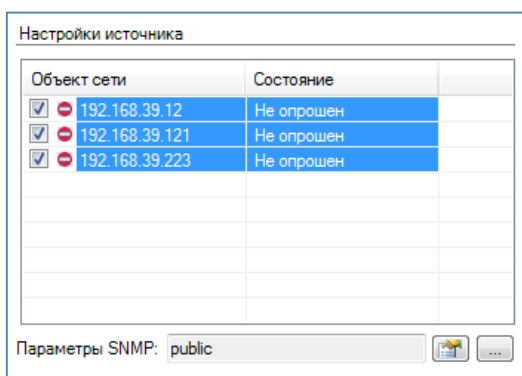 Настройки источника
Объект сети Состояние
192.168.39.12 Не опрошен
192.168.39.121 Не опрошен
192.168.39.223 Не опрошен
Параметры SNMP: public ...